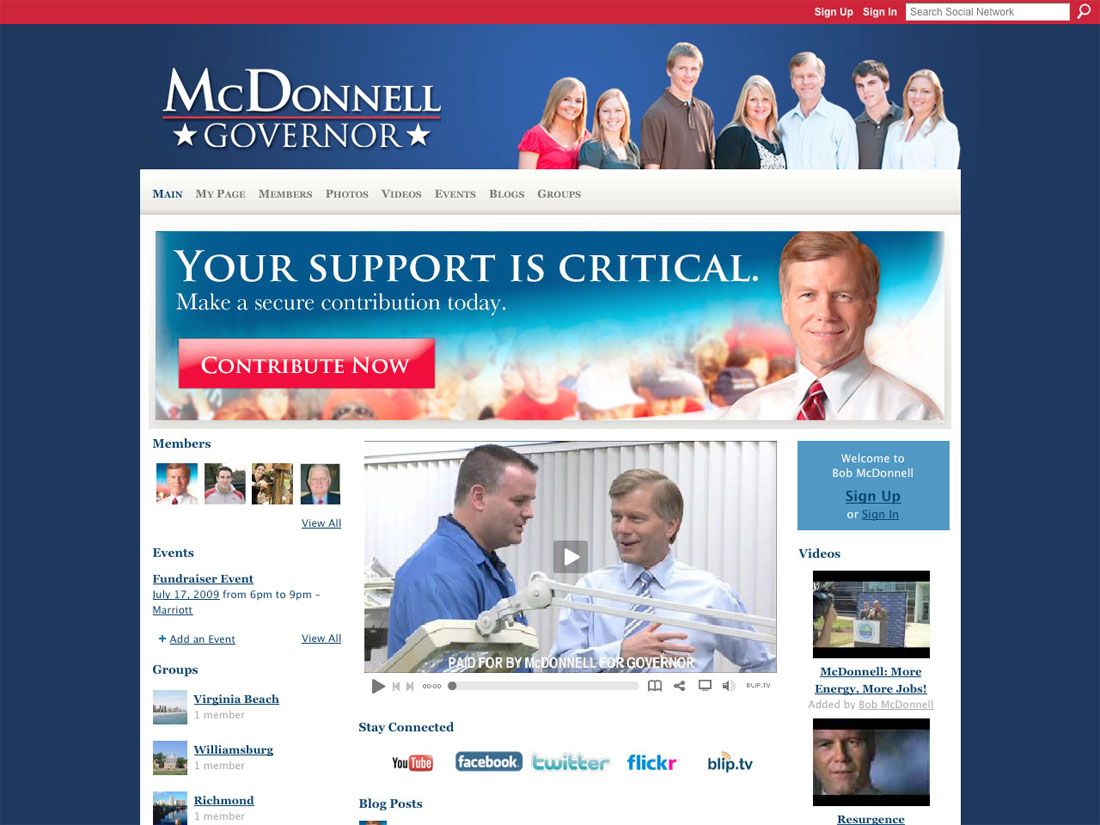 Sign Up Sign In Search Social Network
McDonnell
GOVERNOR
Main My Page Members Photos Videos Events Blogs Groups
Your support is critical.
Make a secure contribution today.
Contribute Now
Members
View All
Events
Fundraiser Event
July 17, 2009 from 6pm to 9pm –
Marriott
+ Add an Event View All
Groups
Virginia Beach
1 member
Williamsburg
1 member
Richmond
1 member
PAID FOR BY McDONNELL FOR GOVERNOR
00:00 BLIP.TV
Stay Connected
YouTube facebook twitter flickr blip.tv
Blog Posts
Welcome to
Bob McDonnell
Sign Up
or Sign In
Videos
McDonnell: More
Energy, More Jobs!
Added by Bob McDonnell
Resurgence